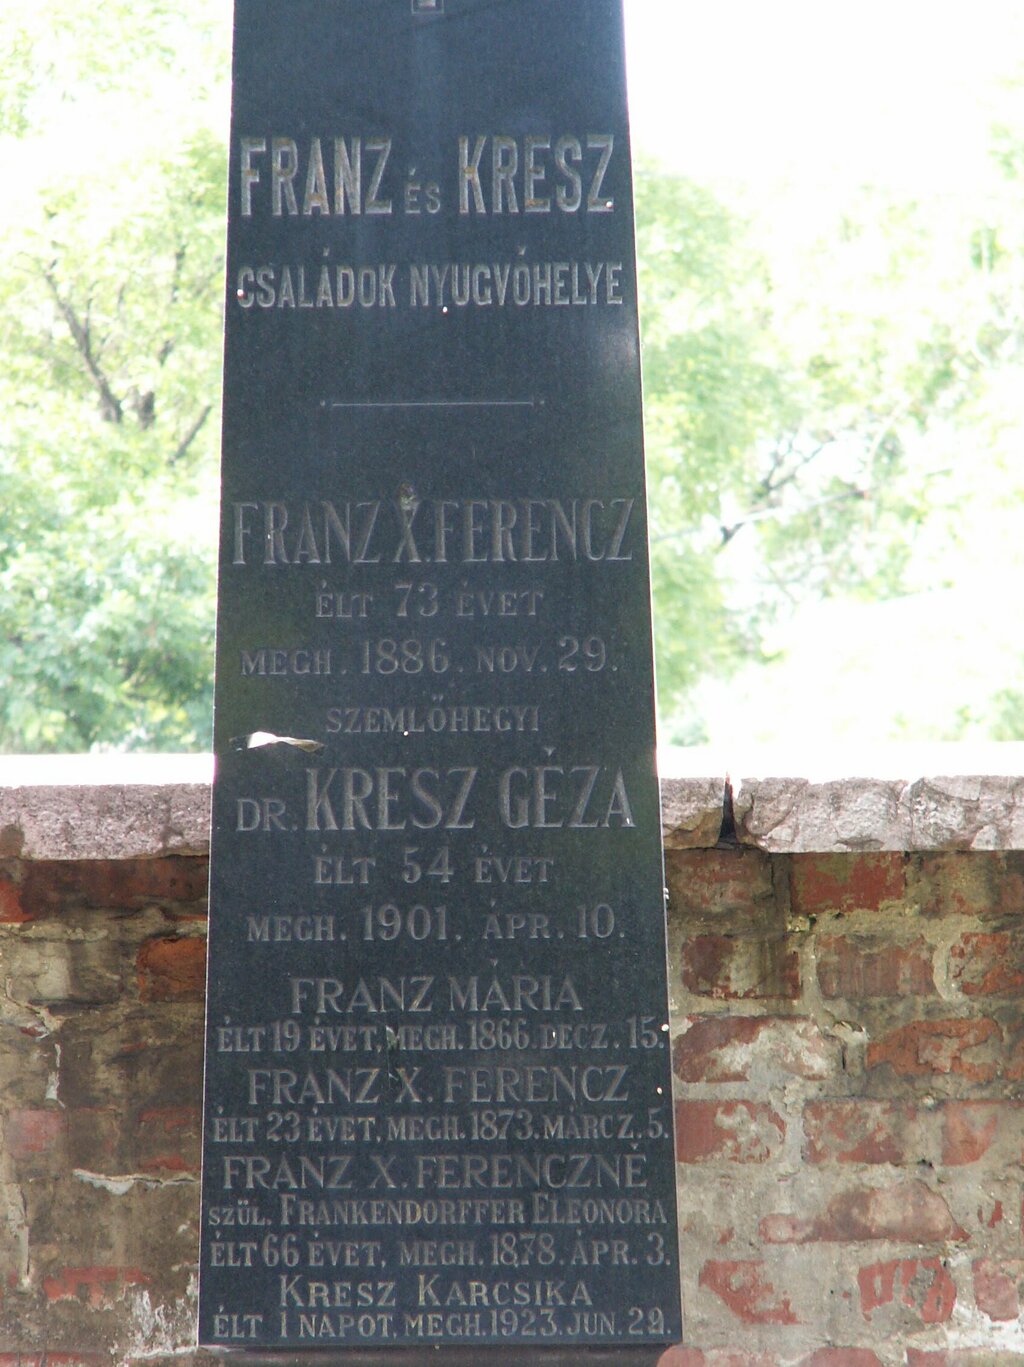 FRANZ ÉS KRESZ
CSALÁDOK NYUGVÓHELYE
FRANZ X. FERENCZ
ÉLT 73 ÉVET
MEGH. 1886. NOV. 29.
SZEMLŐHEGYI
DR. KRESZ GÉZA
ÉLT 54 ÉVET
MEGH. 1901. ÁPR. 10.
FRANZ MÁRIA
ÉLT 19 ÉVET, MEGH. 1866. DECZ. 15.
FRANZ X. FERENCZ
ÉLT 23 ÉVET, MEGH. 1873. MÁRCZ. 5.
FRANZ X. FERENCZNÉ
SZÜL. FRANKENDORFFER ELEONORA
ÉLT 66 ÉVET, MEGH. 1878. ÁPR. 3.
KRESZ KARCSIKA
ÉLT 1 NAPOT, MEGH. 1923. JUN. 29.